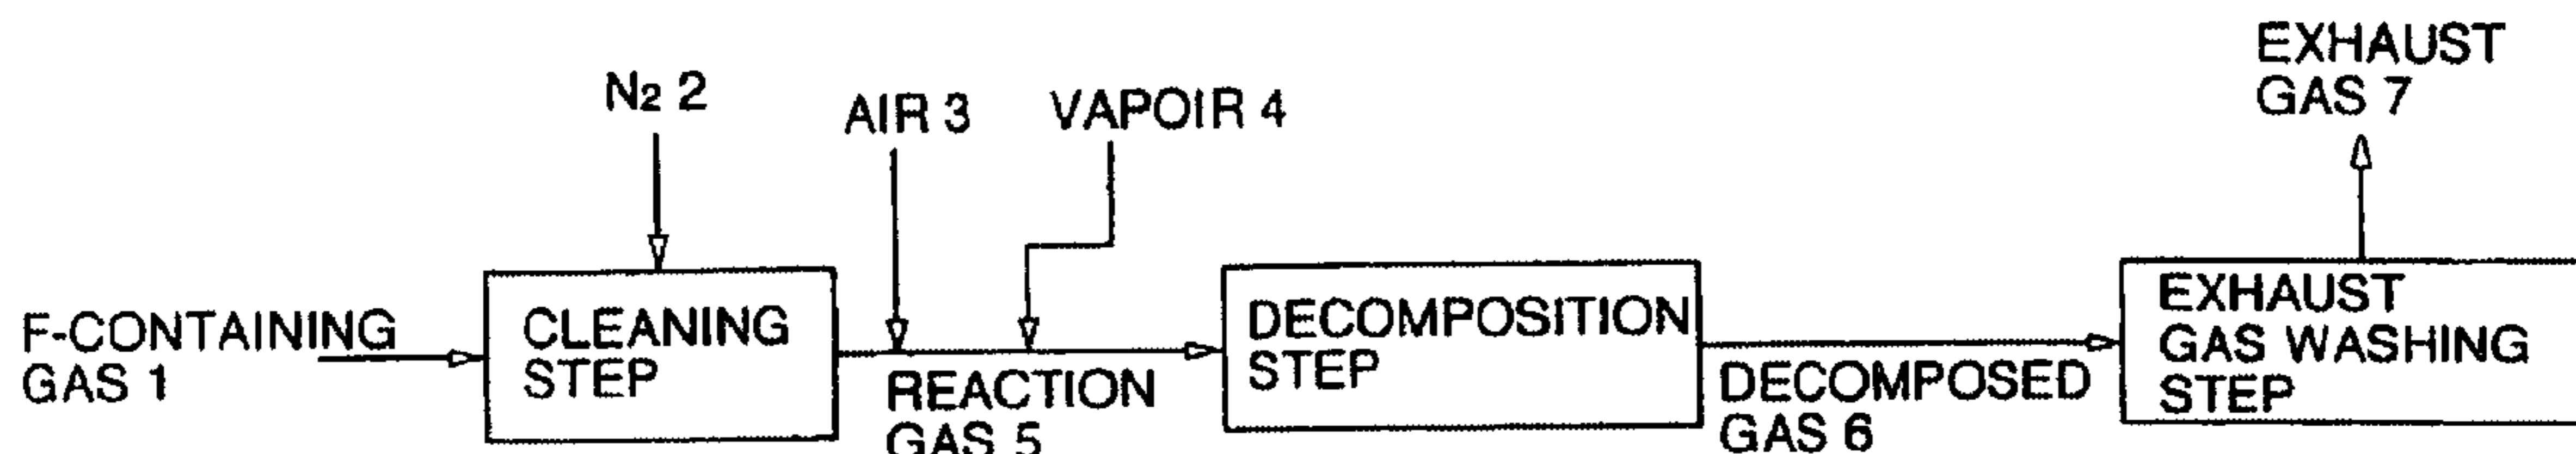 EXHAUST
GAS 7
N₂ 2
AIR 3
VAPOIR 4
F-CONTAINING
GAS 1
CLEANING
STEP
REACTION
GAS 5
DECOMPOSITION
STEP
DECOMPOSED
GAS 6
EXHAUST
GAS WASHING
STEP